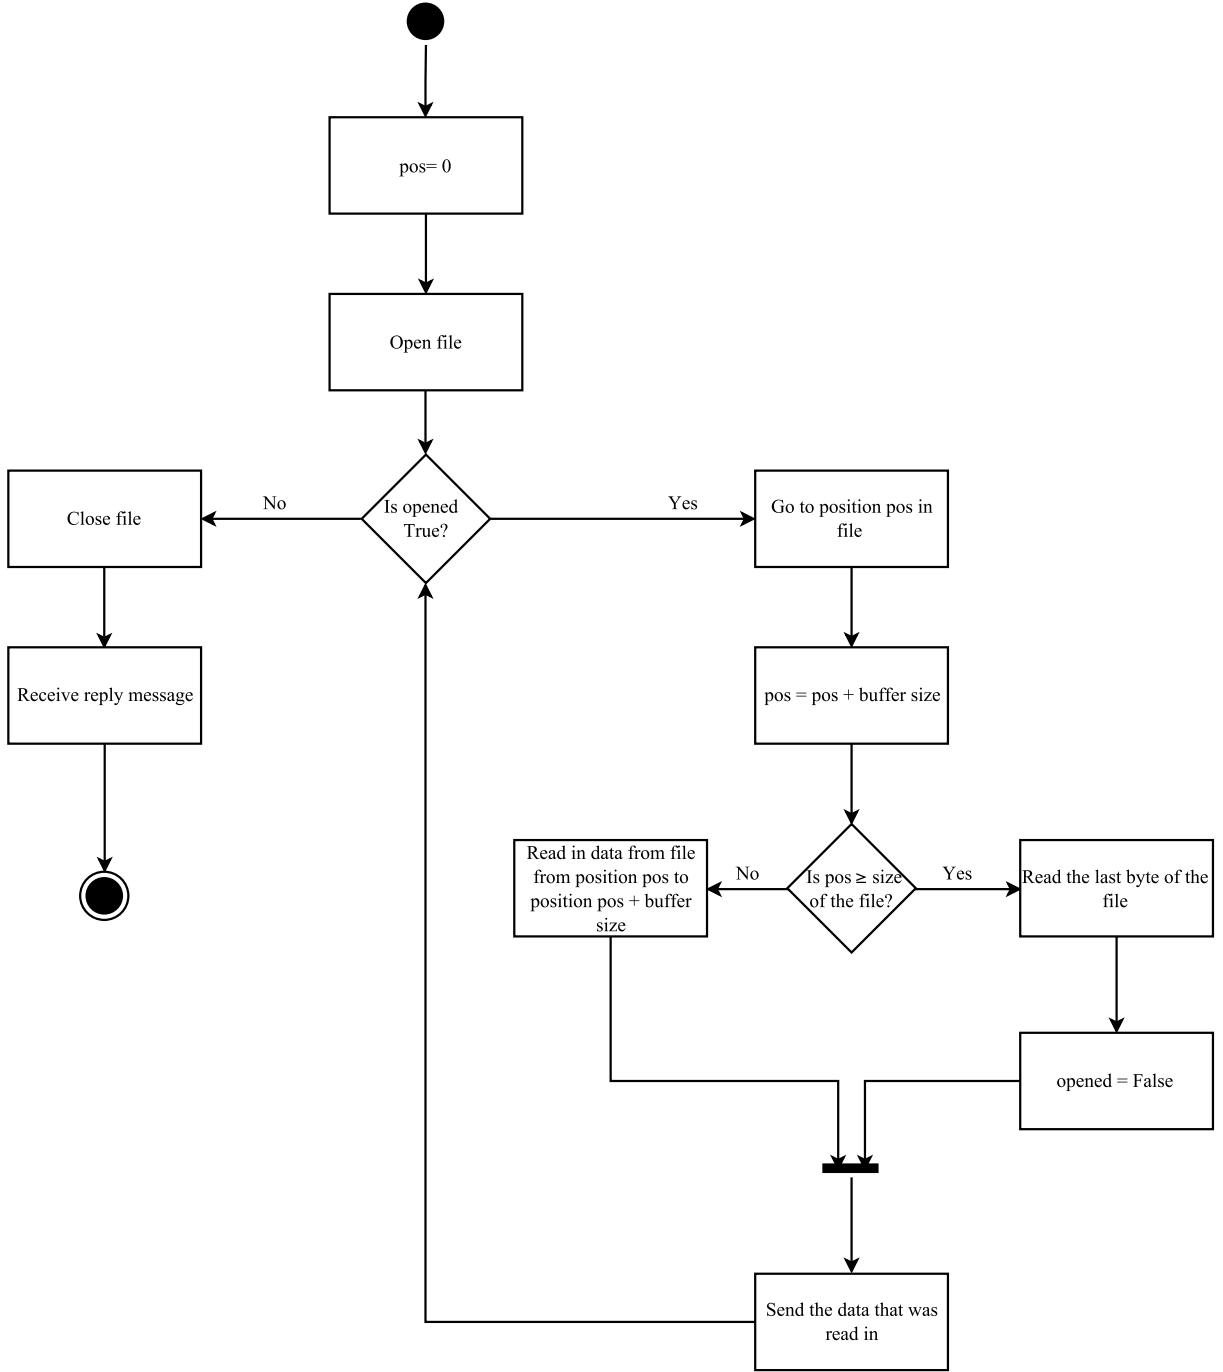 pos= 0
Open file
Is opened
True?
No
Yes
Close file
Go to position pos in
file
Receive reply message
pos = pos + buffer size
Is pos ≥ size
of the file?
No
Yes
Read in data from file
from position pos to
position pos + buffer
size
Read the last byte of the
file
opened = False
Send the data that was
read in